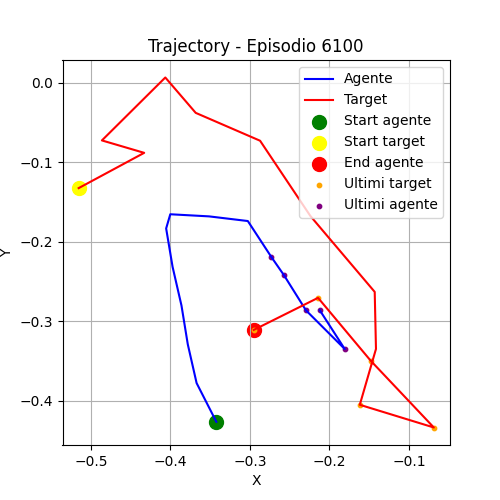 Trajectory - Episodio 6100
Agente
Target
Start agente
Start target
End agente
Ultimi target
Ultimi agente
0.0
−0.1
−0.2
−0.3
−0.4
Y
−0.5
−0.4
−0.3
−0.2
−0.1
X